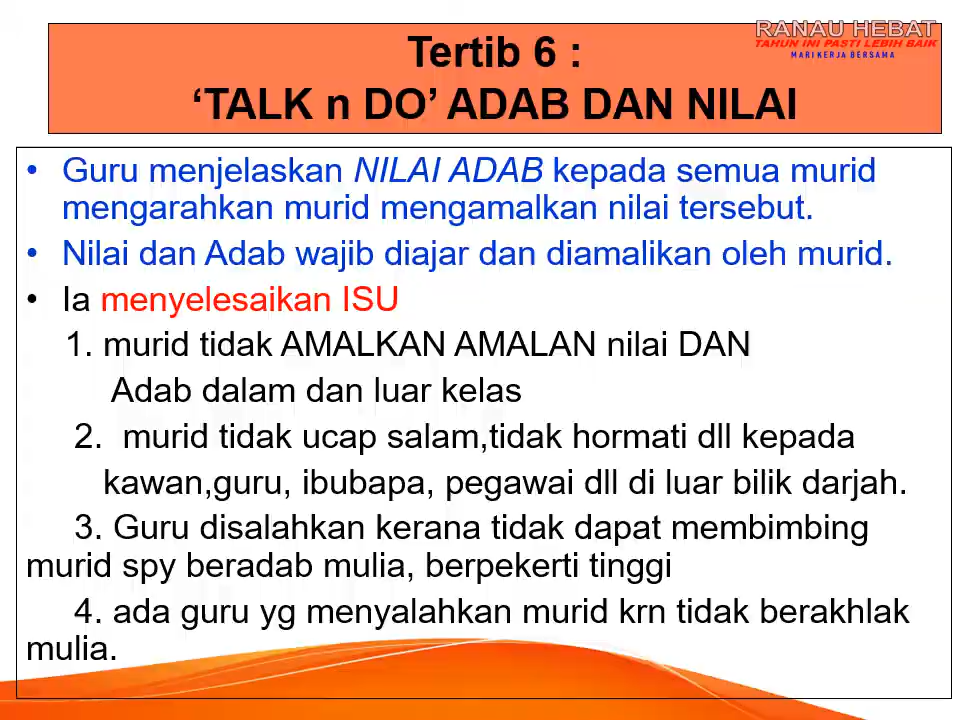 RANAU HEBAT
TAHUN INI PASTI LEBIH BAIK
MARI KERJA BERSAMA
Tertib 6 :
‘TALK n DO’ ADAB DAN NILAI
• Guru menjelaskan NILAI ADAB kepada semua murid
mengarahkan murid mengamalkan nilai tersebut.
• Nilai dan Adab wajib diajar dan diamalikan oleh murid.
• Ia menyelesaikan ISU
1. murid tidak AMALKAN AMALAN nilai DAN
Adab dalam dan luar kelas
2. murid tidak ucap salam,tidak hormati dll kepada
kawan,guru, ibubapa, pegawai dll di luar bilik darjah.
3. Guru disalahkan kerana tidak dapat membimbing
murid spy beradab mulia, berpekerti tinggi
4. ada guru yg menyalahkan murid krn tidak berakhlak
mulia.